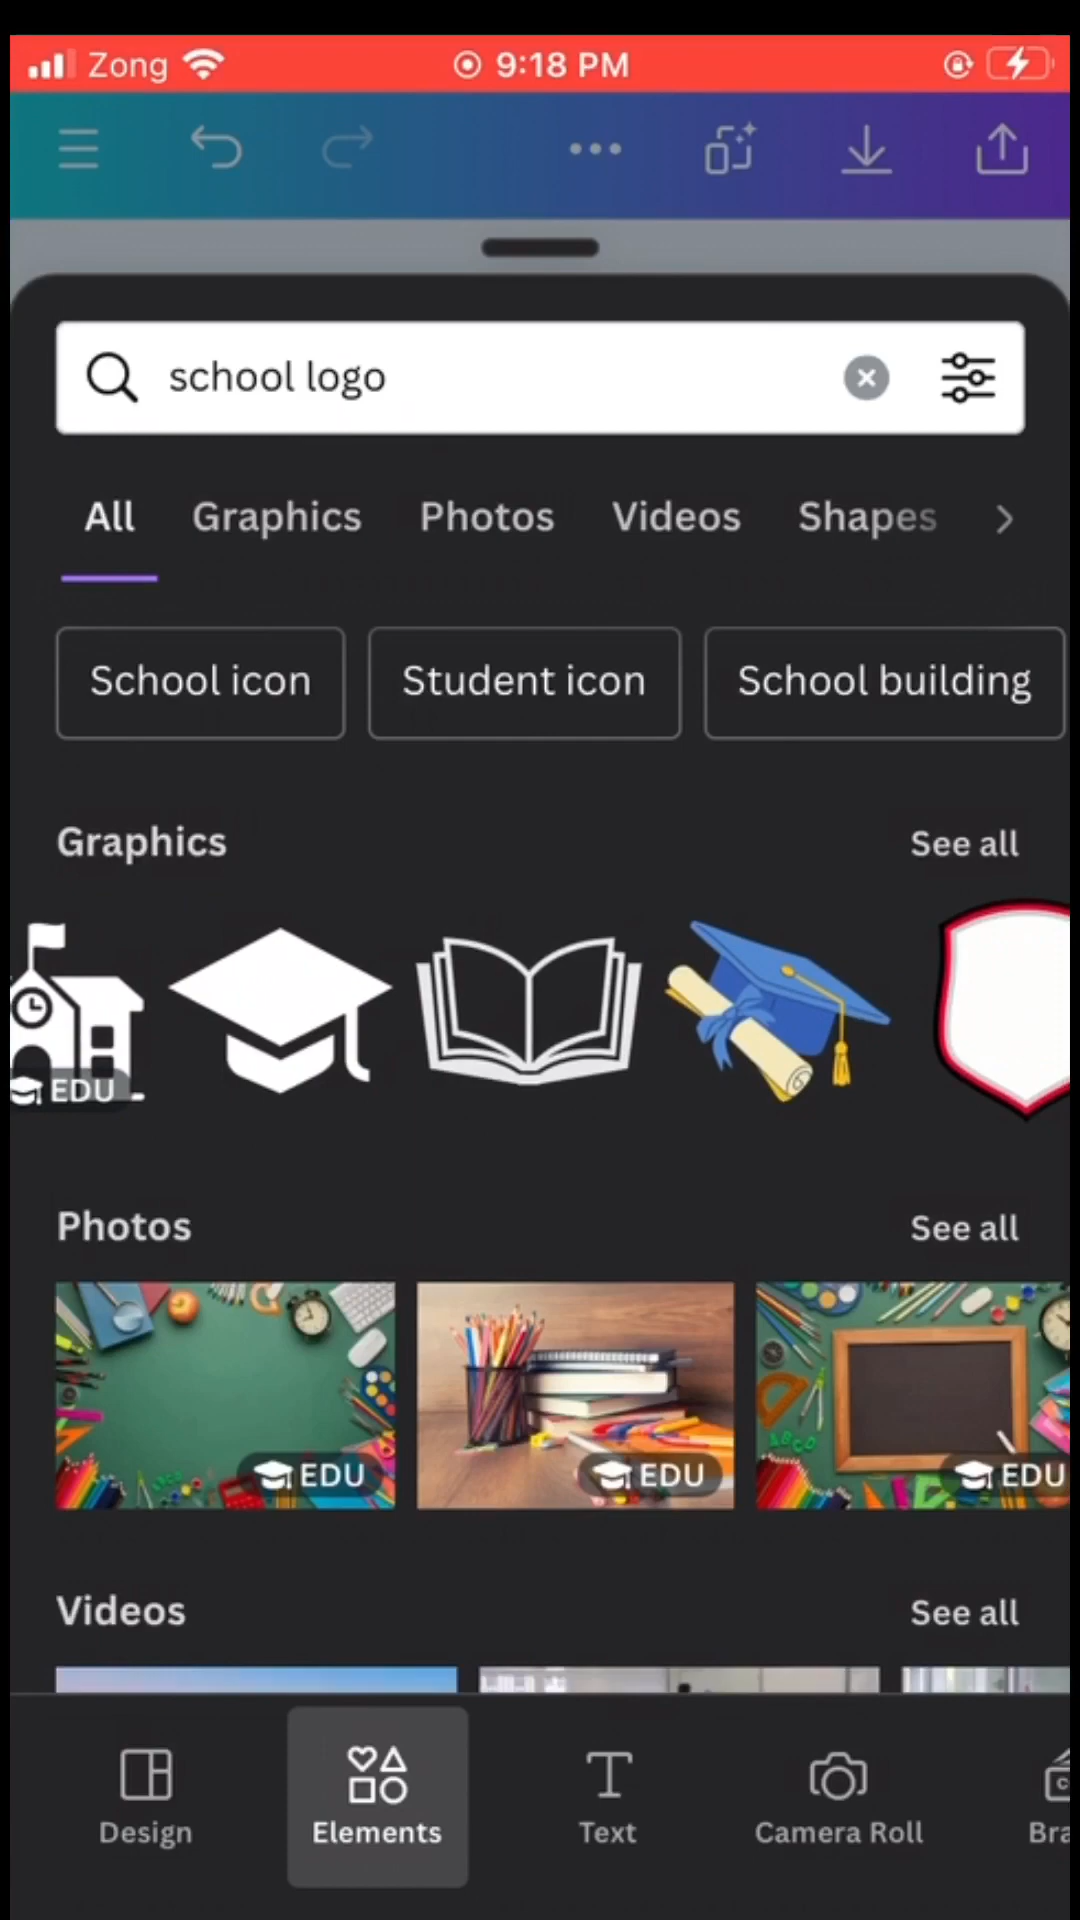 Zong 9:18 PM
school logo
All Graphics Photos Videos Shapes
School icon Student icon School building
Graphics See all
EDU
Photos See all
EDU EDU EDU
Videos See all
Design Elements Text Camera Roll Bra